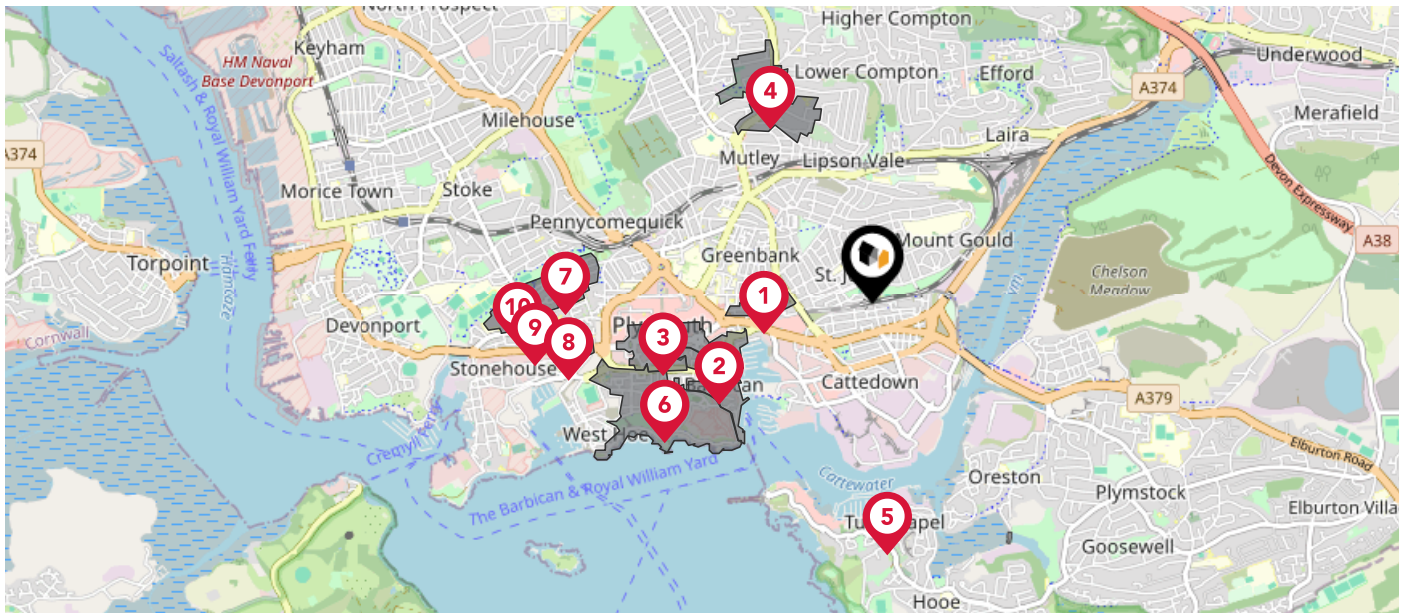 North Prospect
Higher Compton
Keyham
Underwood
HM Naval
Base Devonport
Lower Compton
Efford
A374
4
Saltash & Royal William Yard Ferry
Milehouse
Merafield
Laira
A374
Mutley
Lipson Vale
Devon Expressway
Morice Town
Stoke
Pennycomequick
A38
Mount Gould
Greenbank
Torpoint
Hamoaze
St. J
Chelson
Meadow
7
1
10
9
8
3
Plymouth
Devonport
Cornwall
2
Stonehouse
Cattedown
A379
6
West Hoe
Cremyll Ferry
Elburton Road
The Barbican & Royal William Yard
Cattewater
Oreston
Plymstock
Elburton Villa
5
Goosewell
Hooe